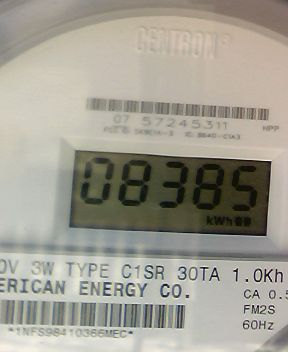 CENTRON®
07 57245311
08385
kWh
0V 3W TYPE C1SR 30TA 1.0Kh
ERICAN ENERGY CO.
CA 0.5
FM2S
60Hz
*1NFS98410366MEC*